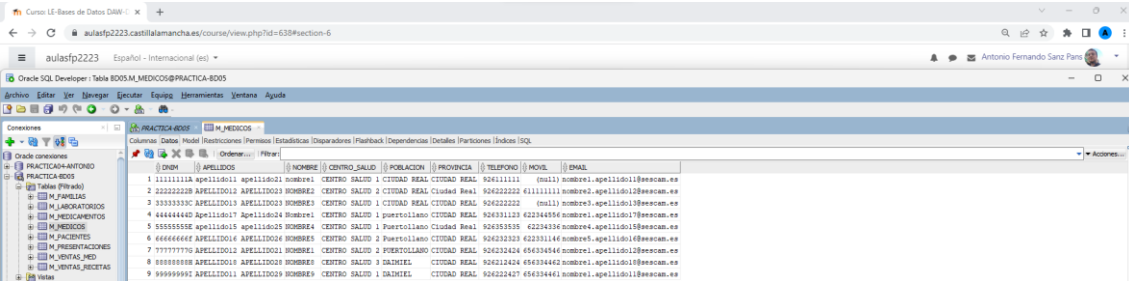 Curso: LE-Bases de Datos DAW-D
aulasfp2223.castillalamancha.es/course/view.php?id=638#section-6
aulasfp2223 Español - Internacional (es) Antonio Fernando Sanz Pans
Oracle SQL Developer : Tabla BD05.M_MEDICOS@PRACTICA-BD05
Archivo Editar Ver Navegar Ejecutar Equipo Herramientas Ventana Ayuda
Conexiones PRACTICA-BD05 M_MEDICOS
Columnas Datos Model Restricciones Permisos Estadísticas Disparadores Flashback Dependencias Detalles Particiones Índices SQL
Ordenar... Filtrar: Acciones...
Oracle conexiones
PRACTICA04-ANTONIO
PRACTICA-BD05
Tablas (Filtrado)
M_FAMILIAS
M_LABORATORIOS
M_MEDICAMENTOS
M_MEDICOS
M_PACIENTES
M_PRESENTACIONES
M_VENTAS_MED
M_VENTAS_RECETAS
Vistas
DNIM APELLIDOS NOMBRE CENTRO_SALUD POBLACION PROVINCIA TELEFONO MOVIL EMAIL
1 11111111A apellido11 apellido21 nombre1 CENTRO SALUD 1 CIUDAD REAL CIUDAD REAL 926111111 (null) nombre1.apellido11@sescam.es
2 22222222B APELLIDO12 APELLIDO22 NOMBRE2 CENTRO SALUD 2 CIUDAD REAL Ciudad Real 926222222 611111111 nombre2.apellido12@sescam.es
3 33333333C APELLIDO13 APELLIDO23 NOMBRE3 CENTRO SALUD 1 CIUDAD REAL CIUDAD REAL 926222222 (null) nombre3.apellido13@sescam.es
4 44444444D Apellido17 Apellido24 Nombre1 CENTRO SALUD 1 puertollano CIUDAD REAL 926331123 622344556 nombre1.apellido17@sescam.es
5 55555555E apellido15 apellido25 NOMBRE4 CENTRO SALUD 1 Puertollano Ciudad Real 926353535 62234336 nombre4.apellido15@sescam.es
6 66666666f APELLIDO16 APELLIDO26 NOMBRE5 CENTRO SALUD 2 Puertollano CIUDAD REAL 926232323 623331146 nombre5.apellido16@sescam.es
7 77777777G APELLIDO12 APELLIDO21 NOMBRE1 CENTRO SALUD 2 PUERTOLLANO CIUDAD REAL 926332424 656334546 nombre1.apellido12@sescam.es
8 88888888H APELLIDO18 APELLIDO28 NOMBRE1 CENTRO SALUD 3 DAIMIEL CIUDAD REAL 926212424 656334462 nombre1.apellido18@sescam.es
9 99999999I APELLIDO11 APELLIDO29 NOMBRE9 CENTRO SALUD 1 DAIMIEL CIUDAD REAL 926222427 656334461 nombre1.apellido11@sescam.es